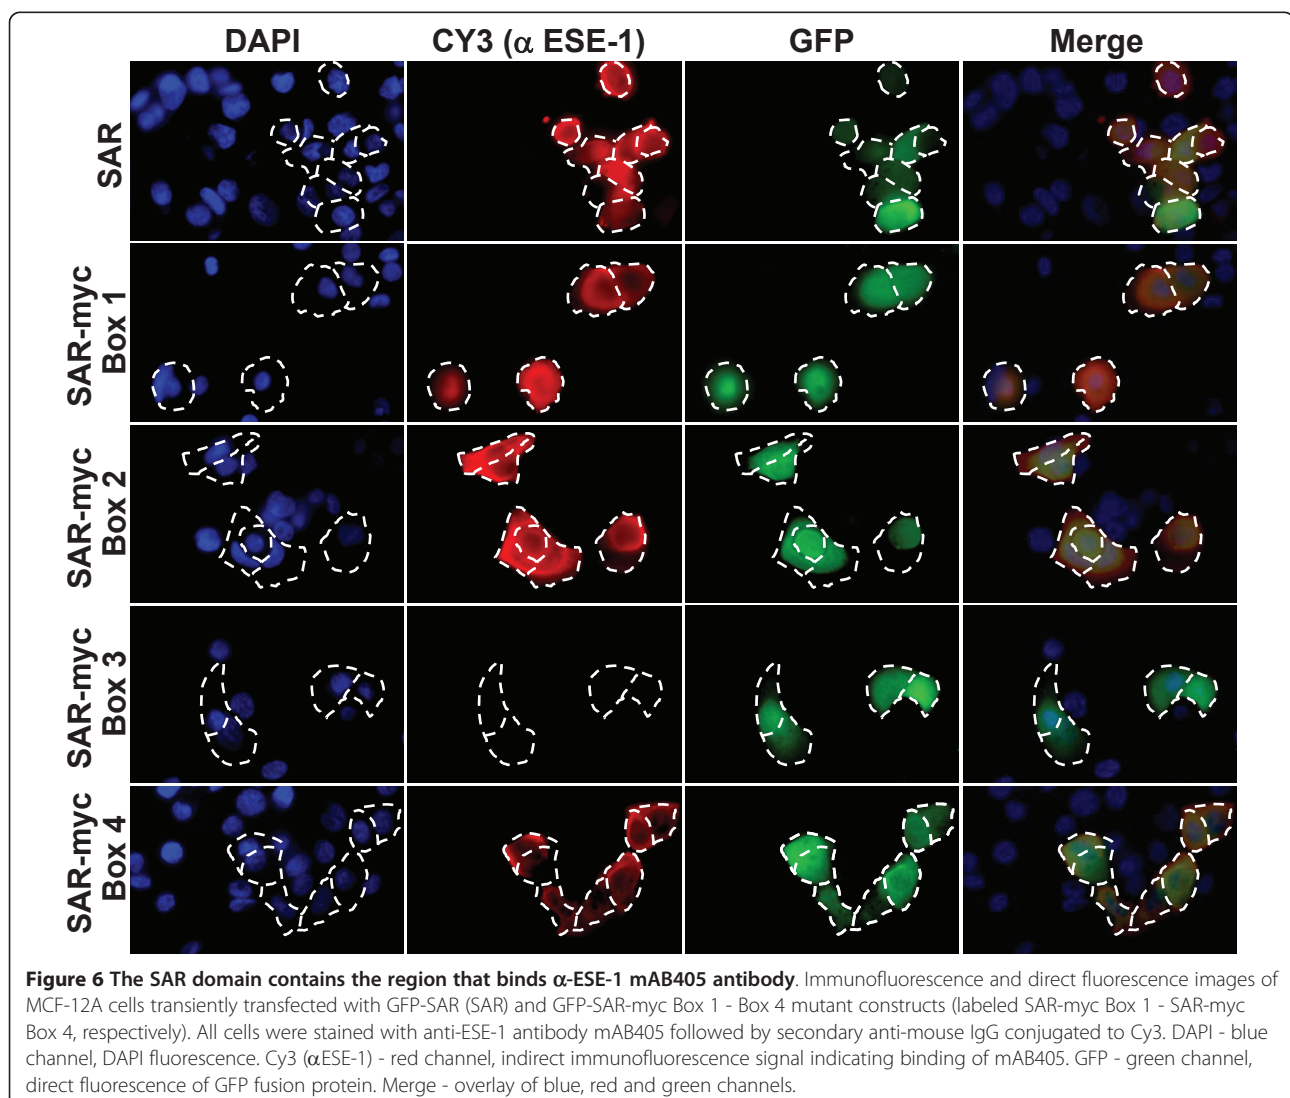 DAPI CY3 (α ESE-1) GFP Merge
SAR
SAR-myc
Box 1
SAR-myc
Box 2
SAR-myc
Box 3
SAR-myc
Box 4
Figure 6 The SAR domain contains the region that binds α-ESE-1 mAB405 antibody. Immunofluorescence and direct fluorescence images of
MCF-12A cells transiently transfected with GFP-SAR (SAR) and GFP-SAR-myc Box 1 - Box 4 mutant constructs (labeled SAR-myc Box 1 - SAR-myc
Box 4, respectively). All cells were stained with anti-ESE-1 antibody mAB405 followed by secondary anti-mouse IgG conjugated to Cy3. DAPI - blue
channel, DAPI fluorescence. Cy3 (αESE-1) - red channel, indirect immunofluorescence signal indicating binding of mAB405. GFP - green channel,
direct fluorescence of GFP fusion protein. Merge - overlay of blue, red and green channels.